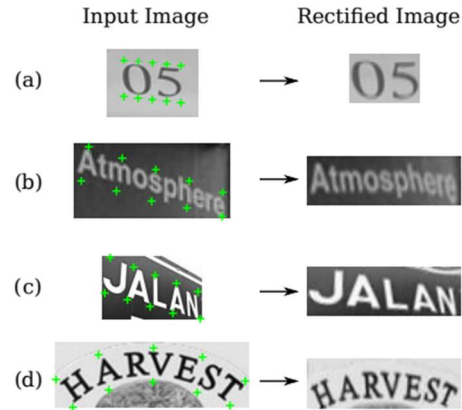 Input Image Rectified Image
(a) 05 05
(b) Atmosphere Atmosphere
(c) JALAN JALAN
(d) HARVEST HARVEST